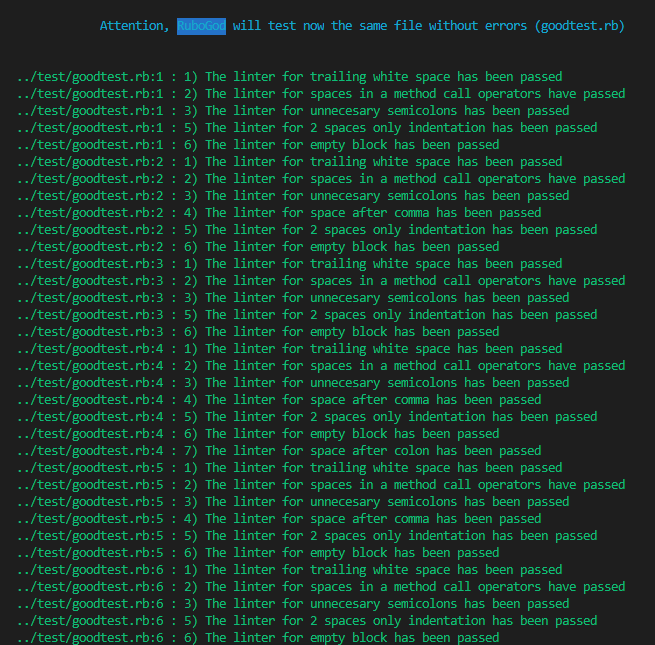 Attention, RuboGod will test now the same file without errors (goodtest.rb)
../test/goodtest.rb:1 : 1) The linter for trailing white space has been passed
../test/goodtest.rb:1 : 2) The linter for spaces in a method call operators have passed
../test/goodtest.rb:1 : 3) The linter for unnecesary semicolons has been passed
../test/goodtest.rb:1 : 5) The linter for 2 spaces only indentation has been passed
../test/goodtest.rb:1 : 6) The linter for empty block has been passed
../test/goodtest.rb:2 : 1) The linter for trailing white space has been passed
../test/goodtest.rb:2 : 2) The linter for spaces in a method call operators have passed
../test/goodtest.rb:2 : 3) The linter for unnecesary semicolons has been passed
../test/goodtest.rb:2 : 4) The linter for space after comma has been passed
../test/goodtest.rb:2 : 5) The linter for 2 spaces only indentation has been passed
../test/goodtest.rb:2 : 6) The linter for empty block has been passed
../test/goodtest.rb:3 : 1) The linter for trailing white space has been passed
../test/goodtest.rb:3 : 2) The linter for spaces in a method call operators have passed
../test/goodtest.rb:3 : 3) The linter for unnecesary semicolons has been passed
../test/goodtest.rb:3 : 5) The linter for 2 spaces only indentation has been passed
../test/goodtest.rb:3 : 6) The linter for empty block has been passed
../test/goodtest.rb:4 : 1) The linter for trailing white space has been passed
../test/goodtest.rb:4 : 2) The linter for spaces in a method call operators have passed
../test/goodtest.rb:4 : 3) The linter for unnecesary semicolons has been passed
../test/goodtest.rb:4 : 4) The linter for space after comma has been passed
../test/goodtest.rb:4 : 5) The linter for 2 spaces only indentation has been passed
../test/goodtest.rb:4 : 6) The linter for empty block has been passed
../test/goodtest.rb:4 : 7) The linter for space after colon has been passed
../test/goodtest.rb:5 : 1) The linter for trailing white space has been passed
../test/goodtest.rb:5 : 2) The linter for spaces in a method call operators have passed
../test/goodtest.rb:5 : 3) The linter for unnecesary semicolons has been passed
../test/goodtest.rb:5 : 4) The linter for space after comma has been passed
../test/goodtest.rb:5 : 5) The linter for 2 spaces only indentation has been passed
../test/goodtest.rb:5 : 6) The linter for empty block has been passed
../test/goodtest.rb:6 : 1) The linter for trailing white space has been passed
../test/goodtest.rb:6 : 2) The linter for spaces in a method call operators have passed
../test/goodtest.rb:6 : 3) The linter for unnecesary semicolons has been passed
../test/goodtest.rb:6 : 5) The linter for 2 spaces only indentation has been passed
../test/goodtest.rb:6 : 6) The linter for empty block has been passed